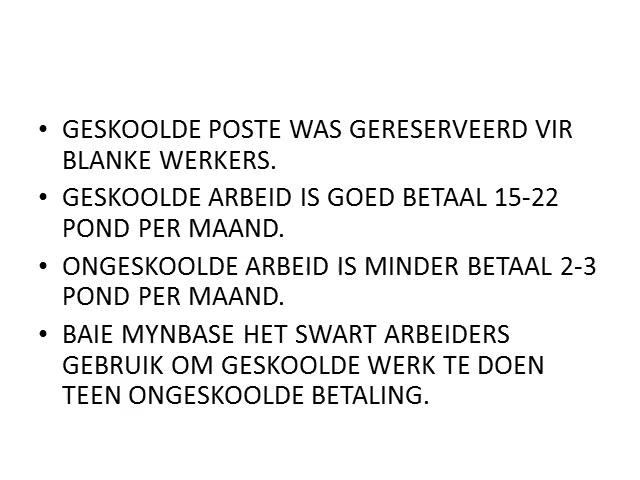 • GESKOOLDE POSTE WAS GERESERVEERD VIR
BLANKE WERKERS.
• GESKOOLDE ARBEID IS GOED BETAAL 15-22
POND PER MAAND.
• ONGESKOOLDE ARBEID IS MINDER BETAAL 2-3
POND PER MAAND.
• BAIE MYNBASE HET SWART ARBEIDERS
GEBRUIK OM GESKOOLDE WERK TE DOEN
TEEN ONGESKOOLDE BETALING.